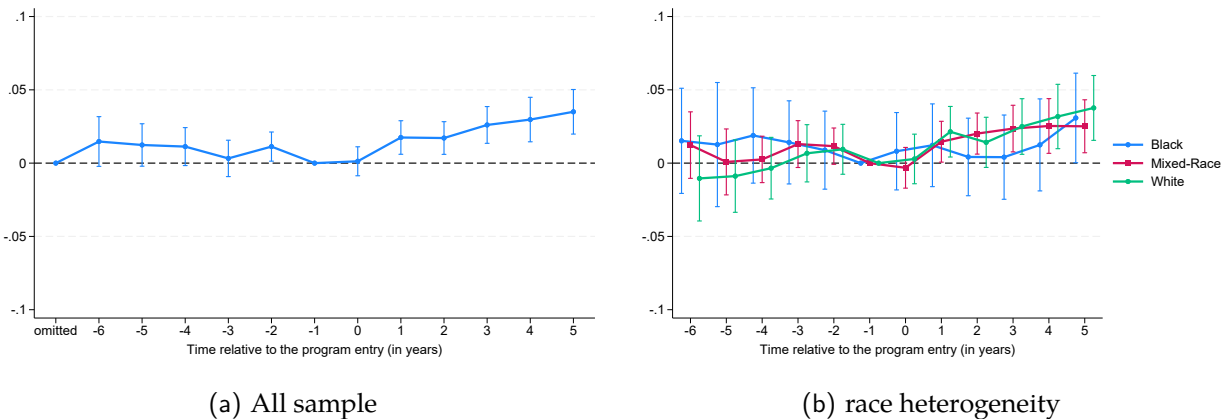 .1
.05
0
-.05
-.1
omitted -6 -5 -4 -3 -2 -1 0 1 2 3 4 5
Time relative to the program entry (in years)
(a) All sample
.1
.05
0
-.05
-.1
-6 -5 -4 -3 -2 -1 0 1 2 3 4 5
Time relative to the program entry (in years)
Black
Mixed-Race
White
(b) race heterogeneity